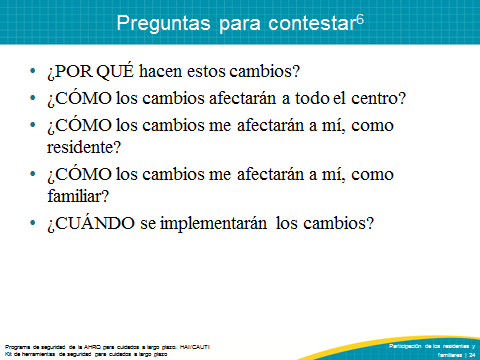 Preguntas para contestar⁶
• ¿POR QUÉ hacen estos cambios?
• ¿CÓMO los cambios afectarán a todo el centro?
• ¿CÓMO los cambios me afectarán a mí, como
residente?
• ¿CÓMO los cambios me afectarán a mí, como
familiar?
• ¿CUÁNDO se implementarán los cambios?
Programa de seguridad de la AHRQ para cuidados a largo plazo: HAI/CAUTI
Kit de herramientas de seguridad para cuidados a largo plazo
Participación de los residentes y
familiares | 24